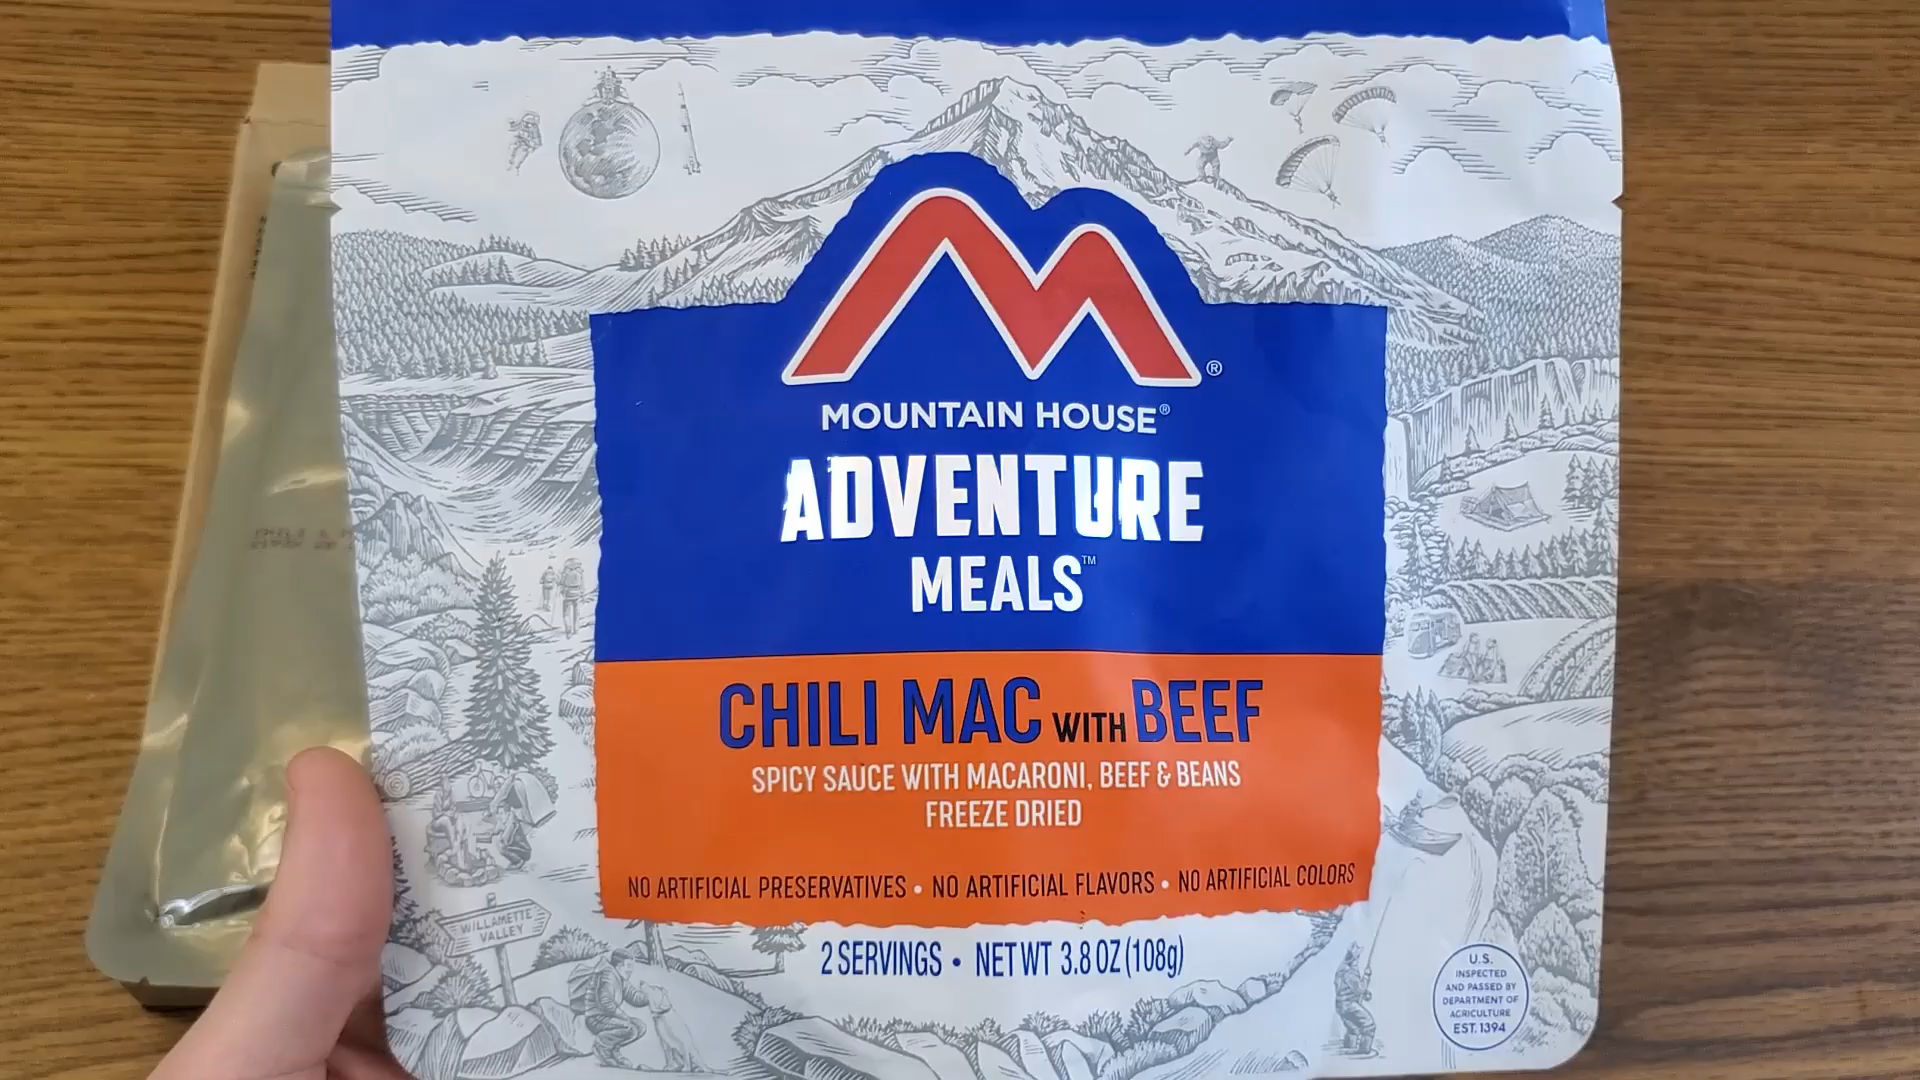 ®
MOUNTAIN HOUSE®
ADVENTURE
MEALS™
CHILI MAC WITH BEEF
SPICY SAUCE WITH MACARONI, BEEF & BEANS
FREEZE DRIED
NO ARTIFICIAL PRESERVATIVES • NO ARTIFICIAL FLAVORS • NO ARTIFICIAL COLORS
2 SERVINGS • NET WT 3.8 OZ (108g)
WILLAMETTE
VALLEY
U.S.
INSPECTED
AND PASSED BY
DEPARTMENT OF
AGRICULTURE
EST. 1394